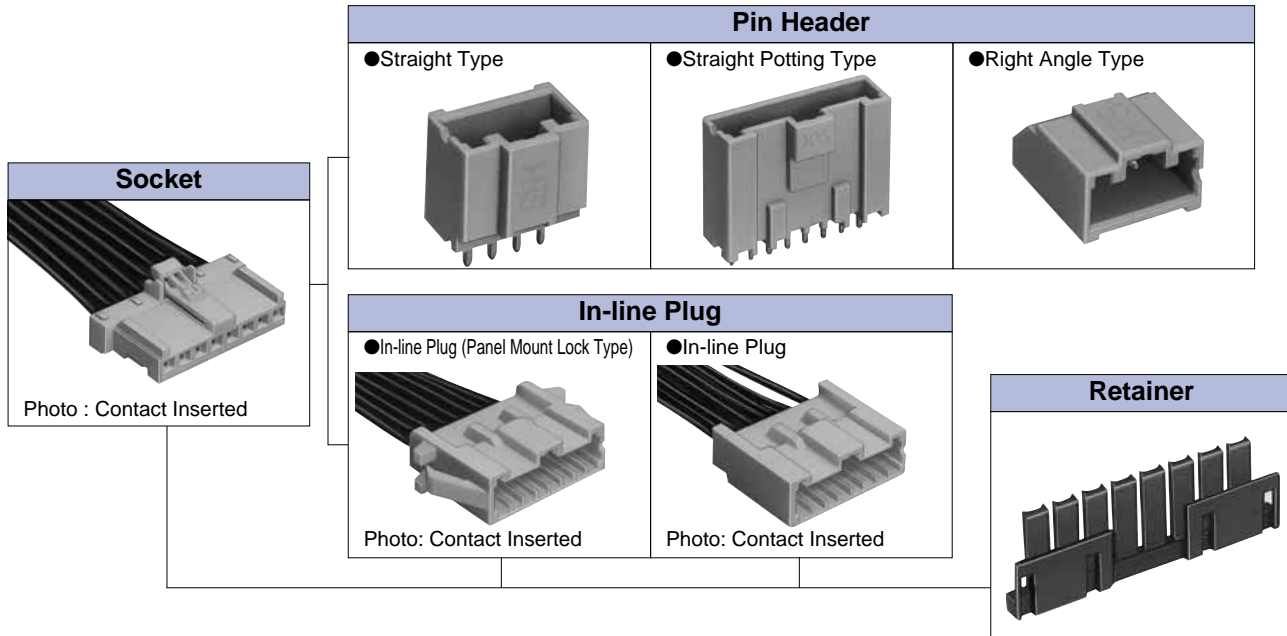 Pin Header
●Straight Type
●Straight Potting Type
●Right Angle Type
Socket
Photo : Contact Inserted
In-line Plug
●In-line Plug (Panel Mount Lock Type)
●In-line Plug
Photo: Contact Inserted
Photo: Contact Inserted
Retainer